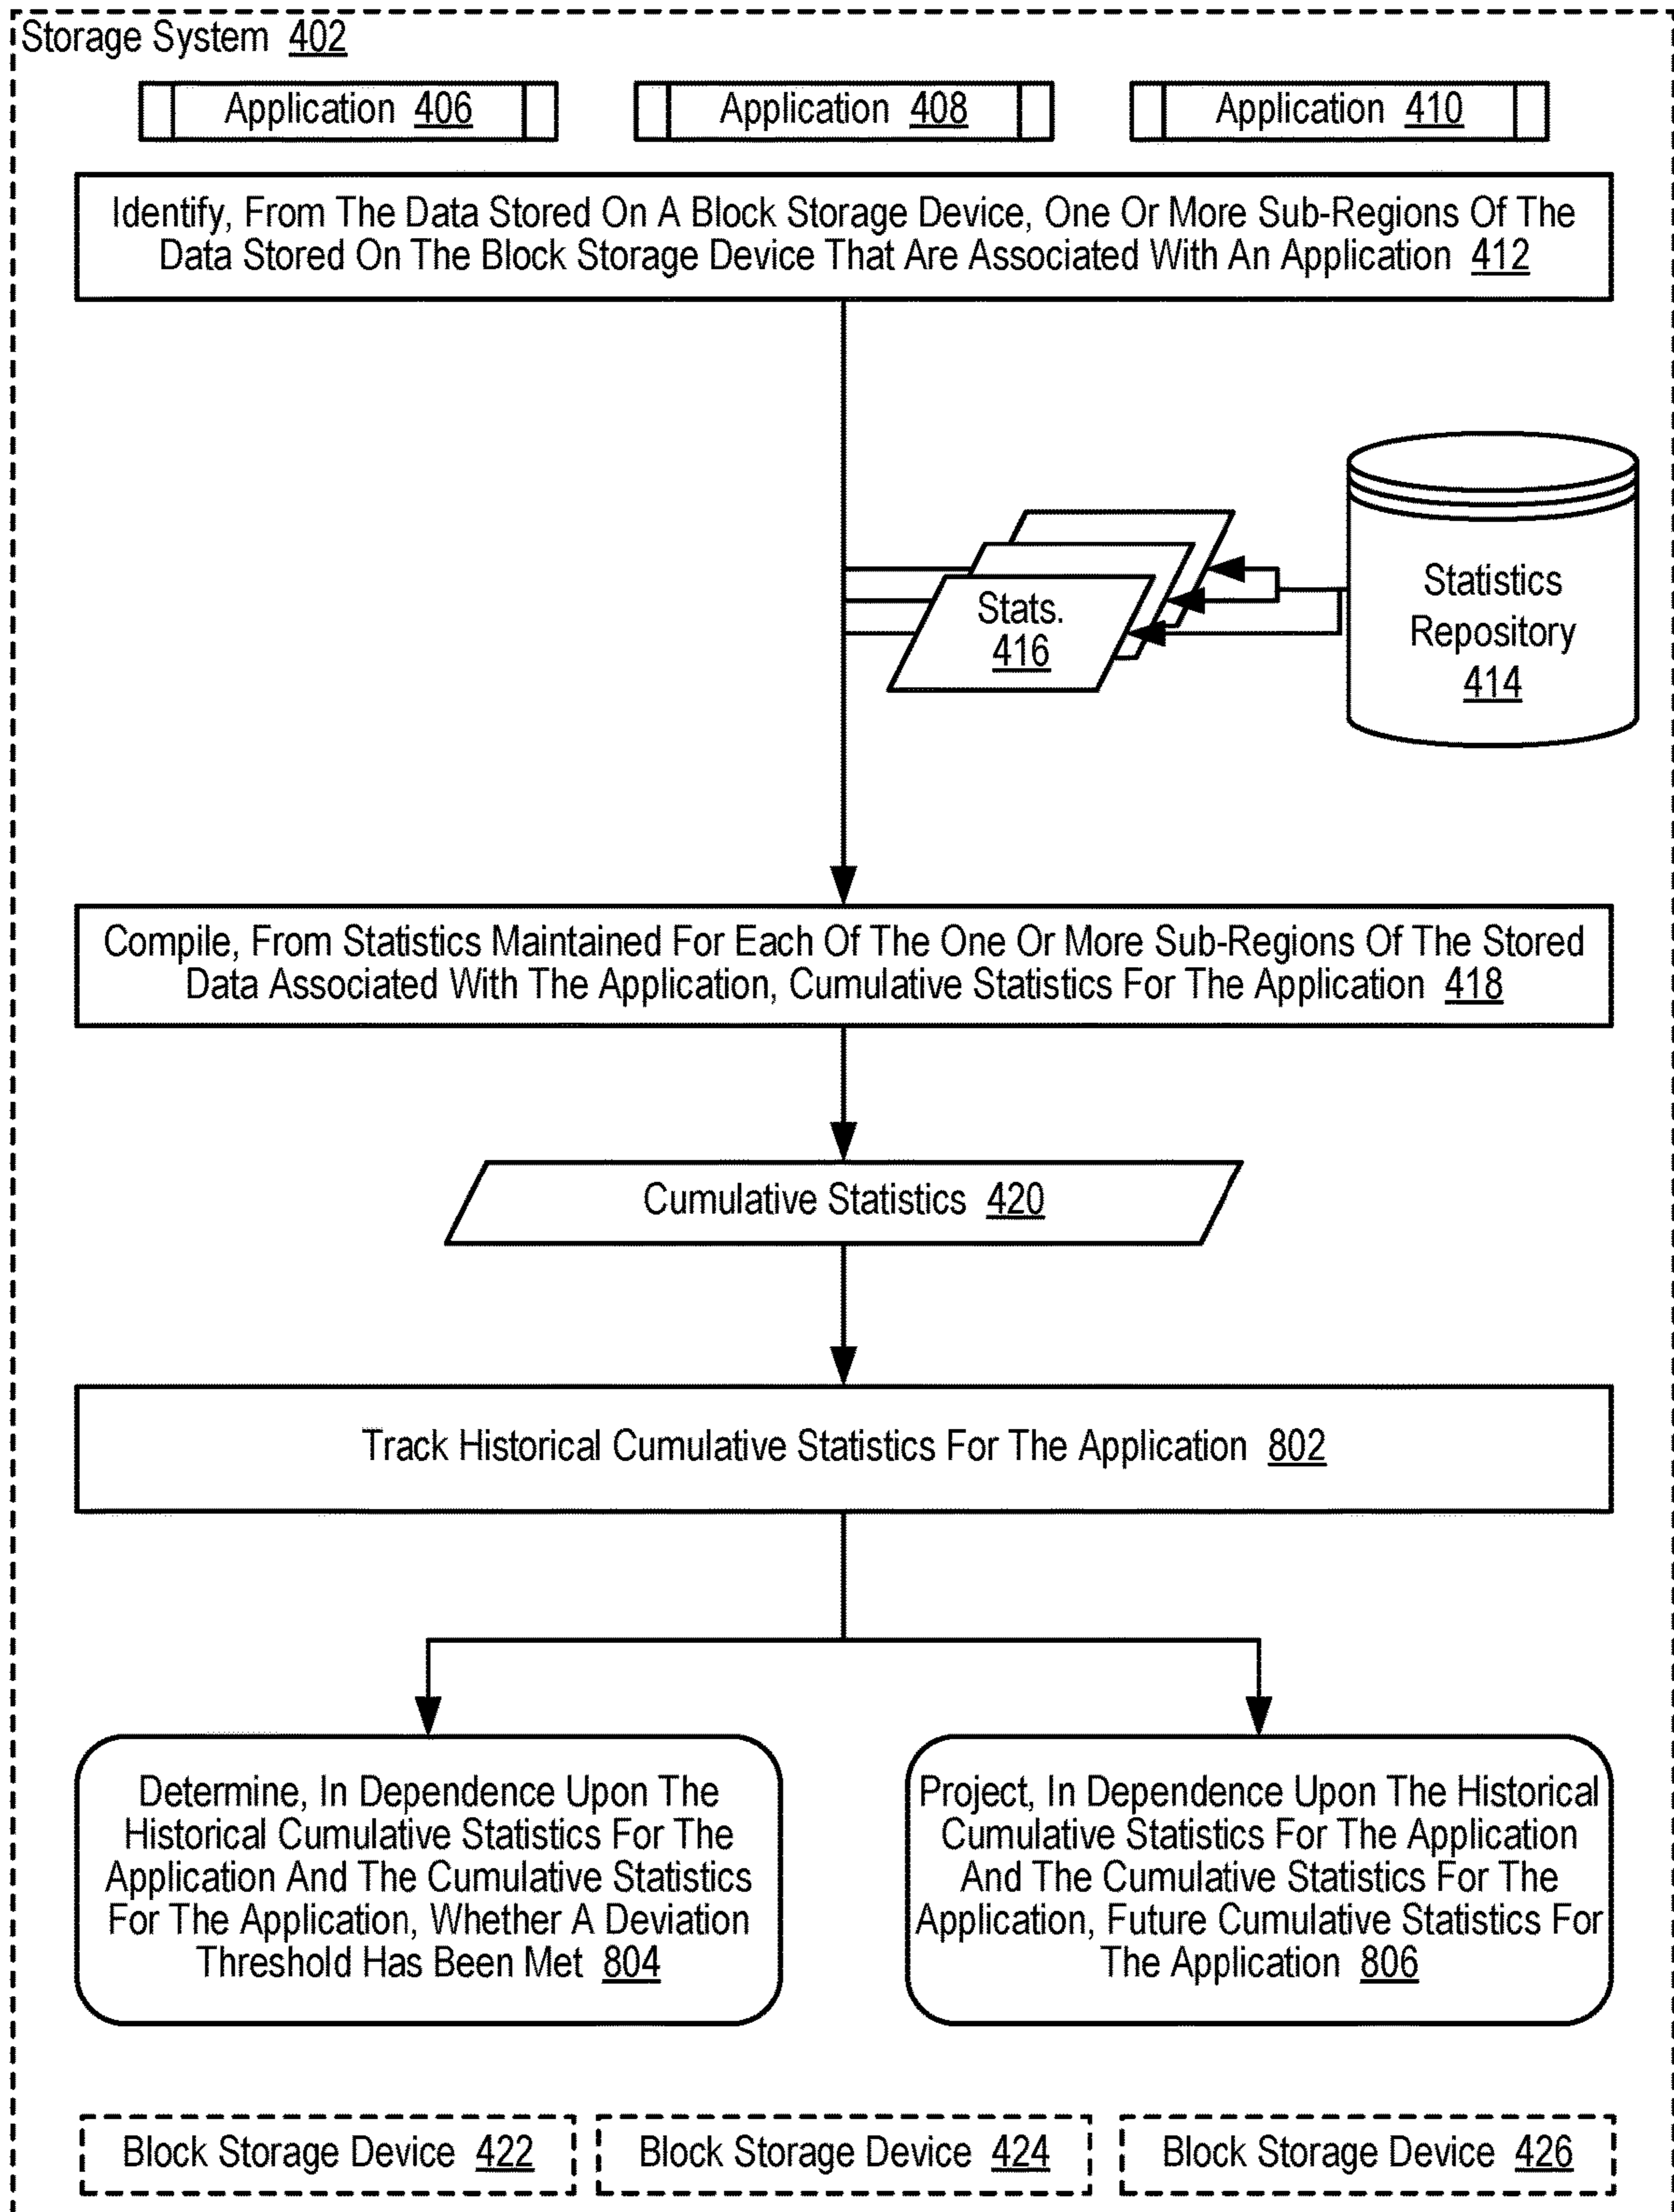 Storage System 402
Application 406
Application 408
Application 410
Identify, From The Data Stored On A Block Storage Device, One Or More Sub-Regions Of The
Data Stored On The Block Storage Device That Are Associated With An Application 412
Stats.
416
Statistics
Repository
414
Compile, From Statistics Maintained For Each Of The One Or More Sub-Regions Of The Stored
Data Associated With The Application, Cumulative Statistics For The Application 418
Cumulative Statistics 420
Track Historical Cumulative Statistics For The Application 802
Determine, In Dependence Upon The
Historical Cumulative Statistics For The
Application And The Cumulative Statistics
For The Application, Whether A Deviation
Threshold Has Been Met 804
Project, In Dependence Upon The Historical
Cumulative Statistics For The Application
And The Cumulative Statistics For The
Application, Future Cumulative Statistics For
The Application 806
Block Storage Device 422
Block Storage Device 424
Block Storage Device 426